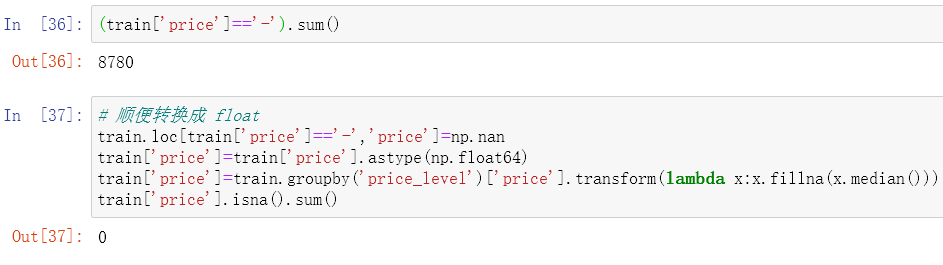 In [36]: (train['price']=='-').sum()
Out[36]: 8780
In [37]: # 顺便转换成 float
train.loc[train['price']=='-','price']=np.nan
train['price']=train['price'].astype(np.float64)
train['price']=train.groupby('price_level')['price'].transform(lambda x:x.fillna(x.median()))
train['price'].isna().sum()
Out[37]: 0